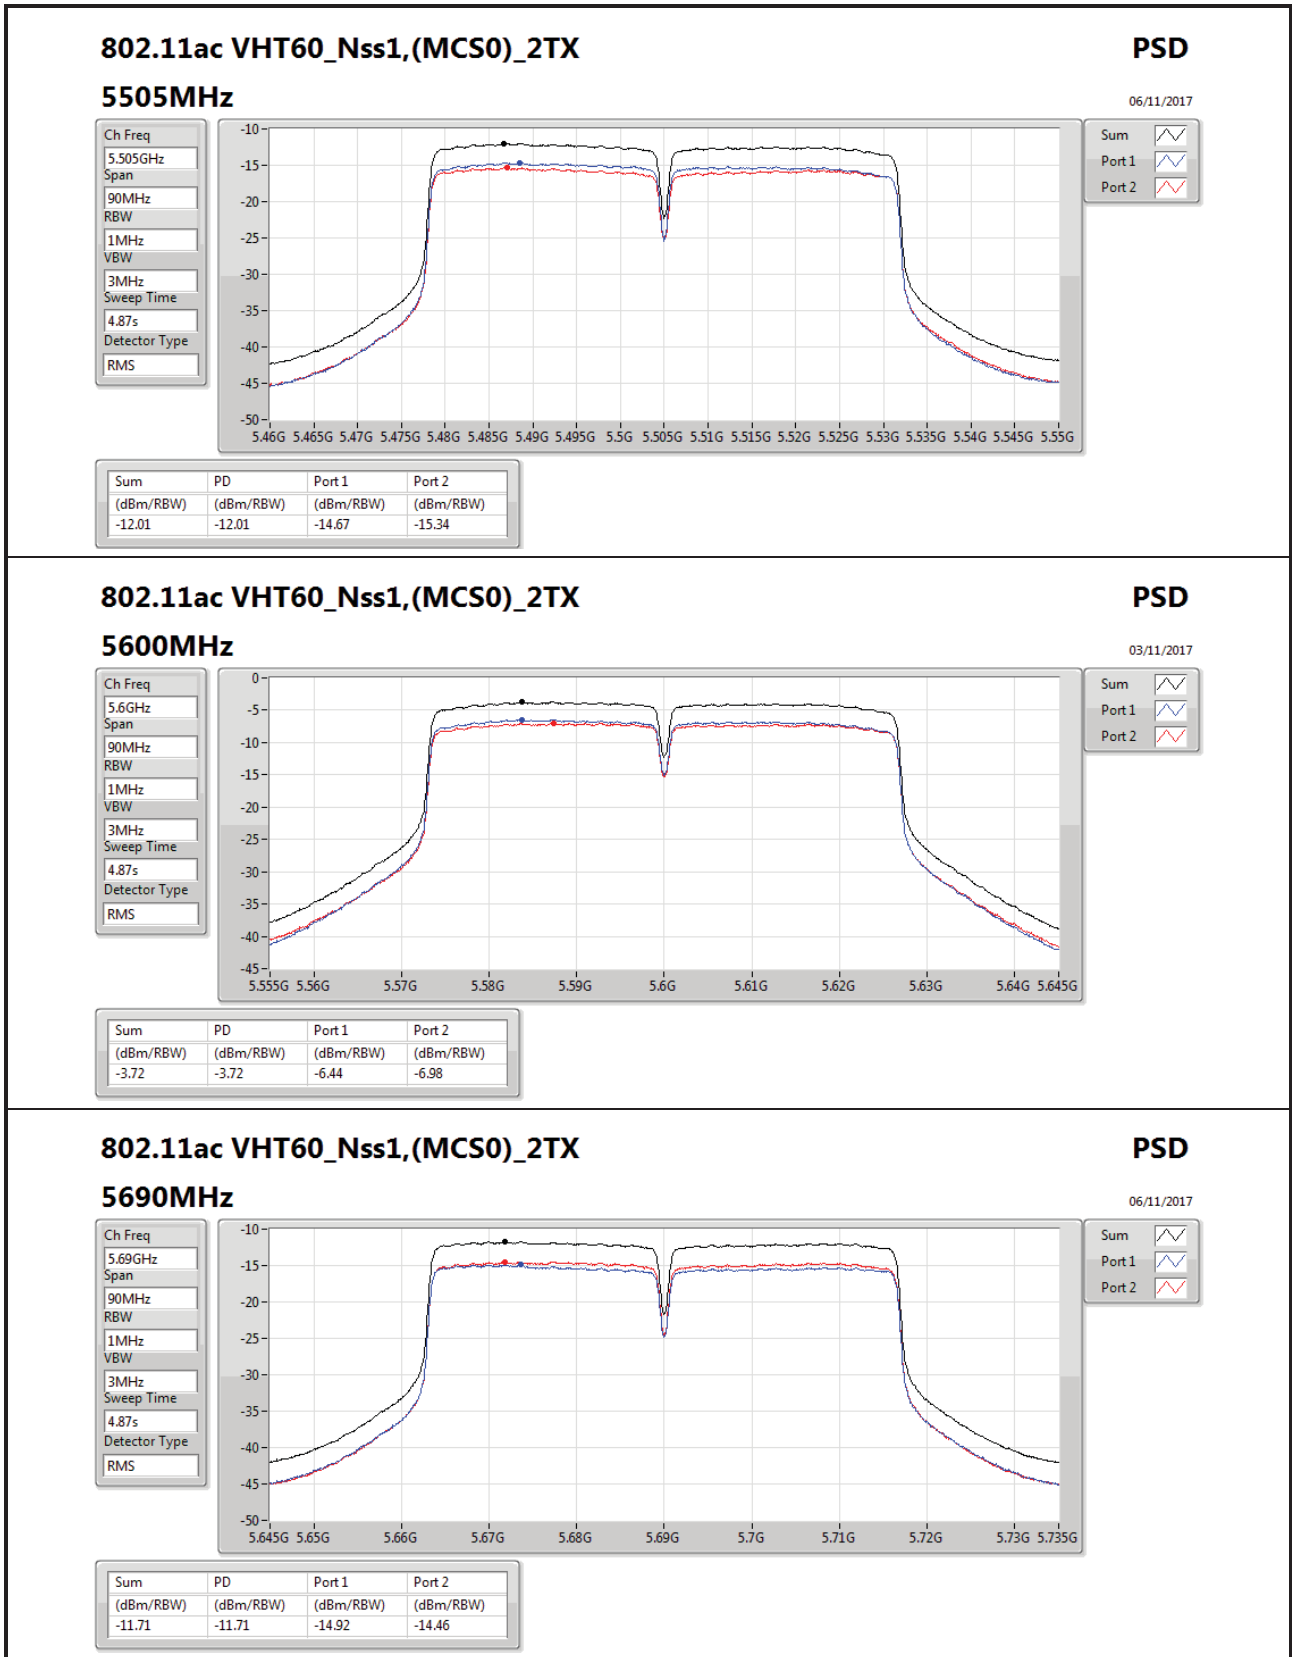 802.11ac VHT60_Nss1,(MCS0)_2TX PSD
5505MHz 06/11/2017
Ch Freq
5.505GHz
Span
90MHz
RBW
1MHz
VBW
3MHz
Sweep Time
4.87s
Detector Type
RMS
-10
-15
-20
-25
-30
-35
-40
-45
-50
5.46G 5.465G 5.47G 5.475G 5.48G 5.485G 5.49G 5.495G 5.5G 5.505G 5.51G 5.515G 5.52G 5.525G 5.53G 5.535G 5.54G 5.545G 5.55G
Sum
Port 1
Port 2
Sum PD Port 1 Port 2
(dBm/RBW) (dBm/RBW) (dBm/RBW) (dBm/RBW)
-12.01 -12.01 -14.67 -15.34
802.11ac VHT60_Nss1,(MCS0)_2TX PSD
5600MHz 03/11/2017
Ch Freq
5.6GHz
Span
90MHz
RBW
1MHz
VBW
3MHz
Sweep Time
4.87s
Detector Type
RMS
0
-5
-10
-15
-20
-25
-30
-35
-40
-45
5.555G 5.56G 5.57G 5.58G 5.59G 5.6G 5.61G 5.62G 5.63G 5.64G 5.645G
Sum
Port 1
Port 2
Sum PD Port 1 Port 2
(dBm/RBW) (dBm/RBW) (dBm/RBW) (dBm/RBW)
-3.72 -3.72 -6.44 -6.98
802.11ac VHT60_Nss1,(MCS0)_2TX PSD
5690MHz 06/11/2017
Ch Freq
5.69GHz
Span
90MHz
RBW
1MHz
VBW
3MHz
Sweep Time
4.87s
Detector Type
RMS
-10
-15
-20
-25
-30
-35
-40
-45
-50
5.645G 5.65G 5.66G 5.67G 5.68G 5.69G 5.7G 5.71G 5.72G 5.73G 5.735G
Sum
Port 1
Port 2
Sum PD Port 1 Port 2
(dBm/RBW) (dBm/RBW) (dBm/RBW) (dBm/RBW)
-11.71 -11.71 -14.92 -14.46